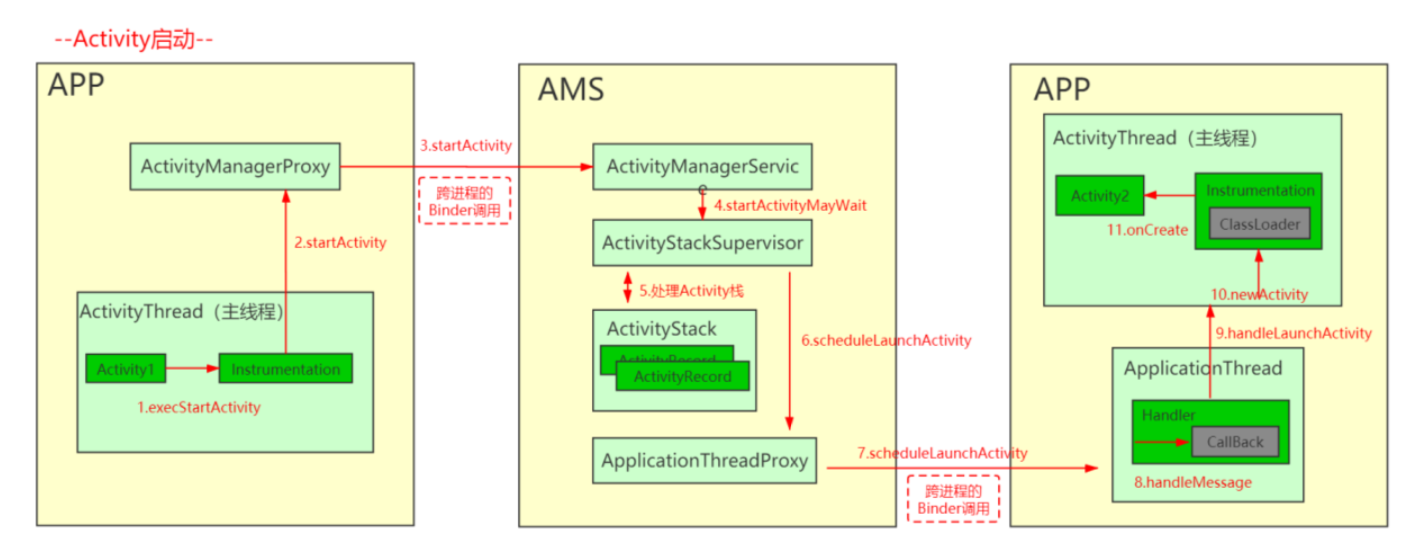 --Activity启动--
APP
ActivityManagerProxy
2.startActivity
ActivityThread（主线程）
Activity1
Instrumentation
1.execStartActivity
3.startActivity
跨进程的
Binder调用
AMS
ActivityManagerServic
e
4.startActivityMayWait
ActivityStackSupervisor
5.处理Activity栈
ActivityStack
ActivityRecord
ActivityRecord
6.scheduleLaunchActivity
ApplicationThreadProxy
7.scheduleLaunchActivity
跨进程的
Binder调用
APP
ActivityThread（主线程）
Activity2
Instrumentation
ClassLoader
11.onCreate
10.newActivity
9.handleLaunchActivity
ApplicationThread
Handler
CallBack
8.handleMessage